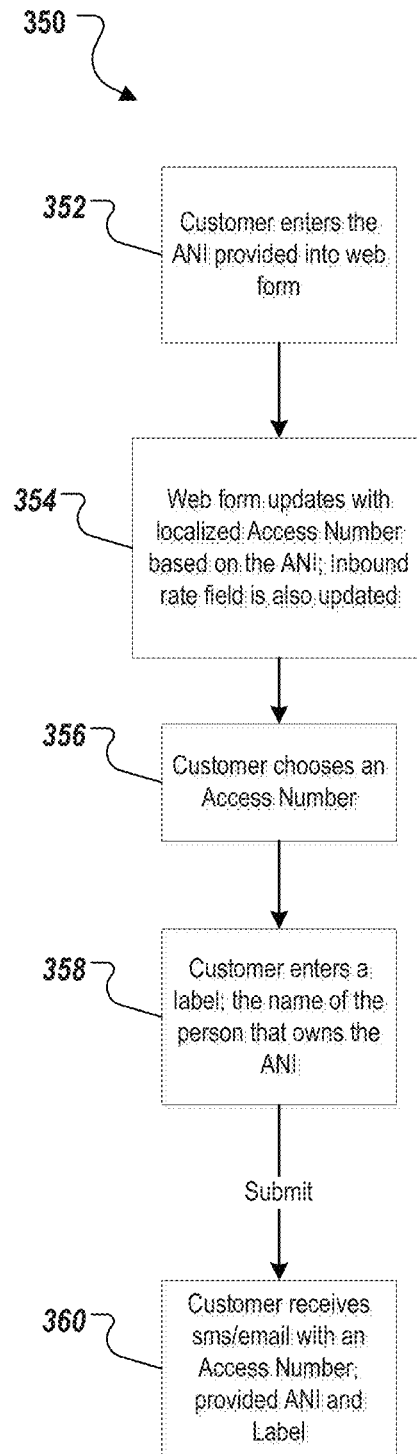 350
352
Customer enters the
ANI provided into web
form
354
Web form updates with
localized Access Number
based on the ANI; inbound
rate field is also updated
356
Customer chooses an
Access Number
358
Customer enters a
label; the name of the
person that owns the
ANI
Submit
360
Customer receives
sms/email with an
Access Number,
provided ANI and
Label